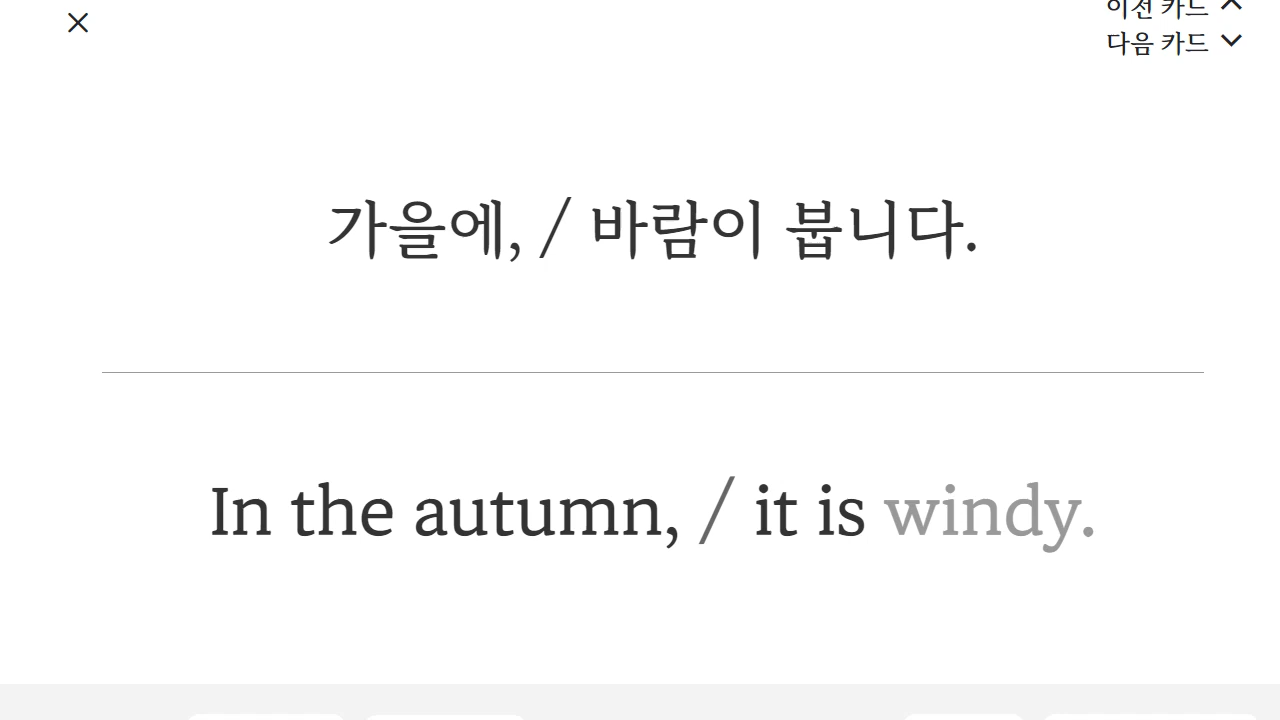 이전 카드
다음 카드
가을에, / 바람이 붑니다.
In the autumn, / it is windy.